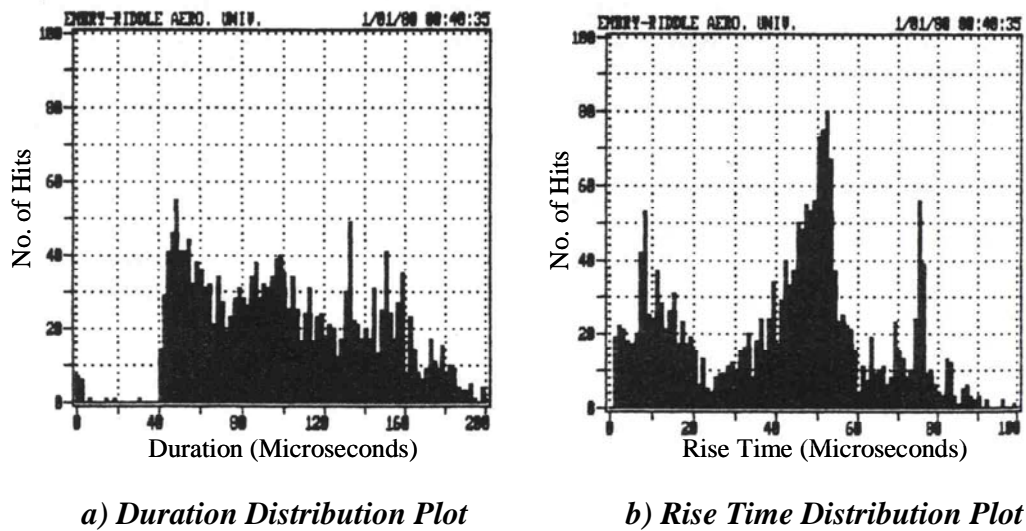 EMBRY-RIDDLE AERO. UNIV. 1/01/80 00:40:35
100
80
60
40
20
0
No. of Hits
0 40 80 120 160 200
Duration (Microseconds)
a) Duration Distribution Plot
EMBRY-RIDDLE AERO. UNIV. 1/01/80 00:40:35
100
80
60
40
20
0
No. of Hits
0 20 40 60 80 100
Rise Time (Microseconds)
b) Rise Time Distribution Plot